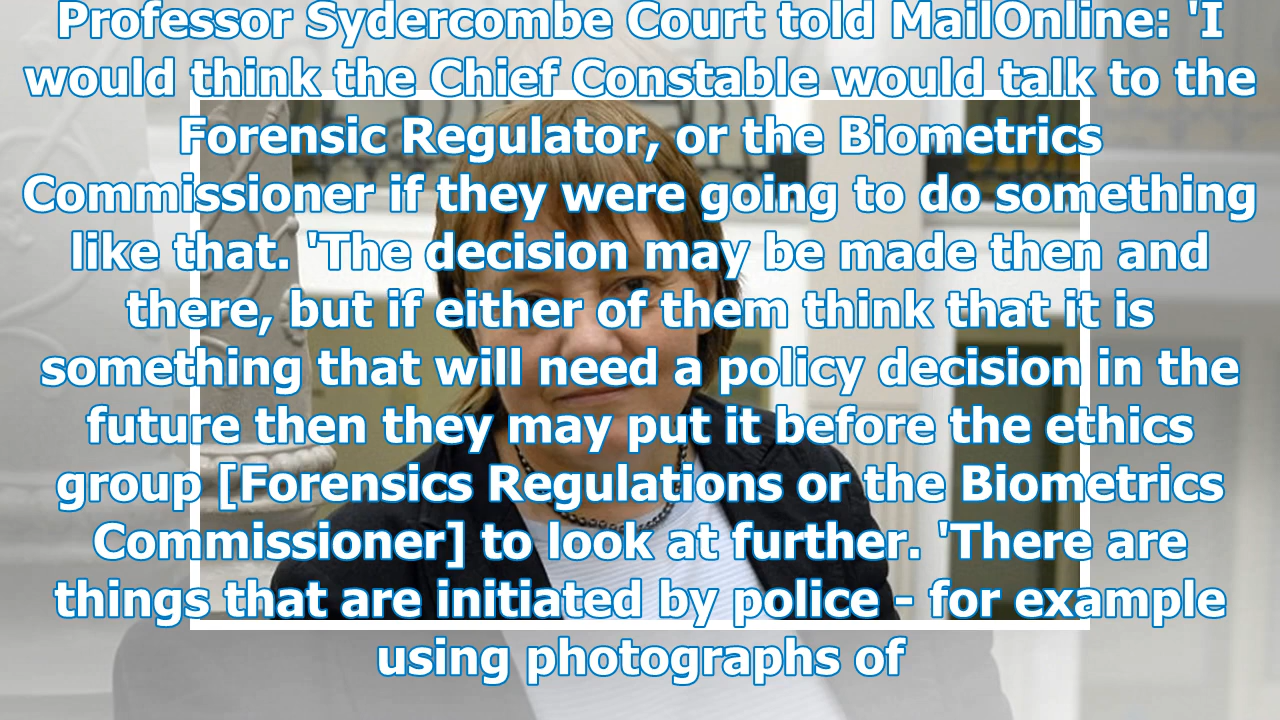 Professor Sydercombe Court told MailOnline: 'I
would think the Chief Constable would talk to the
Forensic Regulator, or the Biometrics
Commissioner if they were going to do something
like that. 'The decision may be made then and
there, but if either of them think that it is
something that will need a policy decision in the
future then they may put it before the ethics
group [Forensics Regulations or the Biometrics
Commissioner] to look at further. 'There are
things that are initiated by police - for example
using photographs of